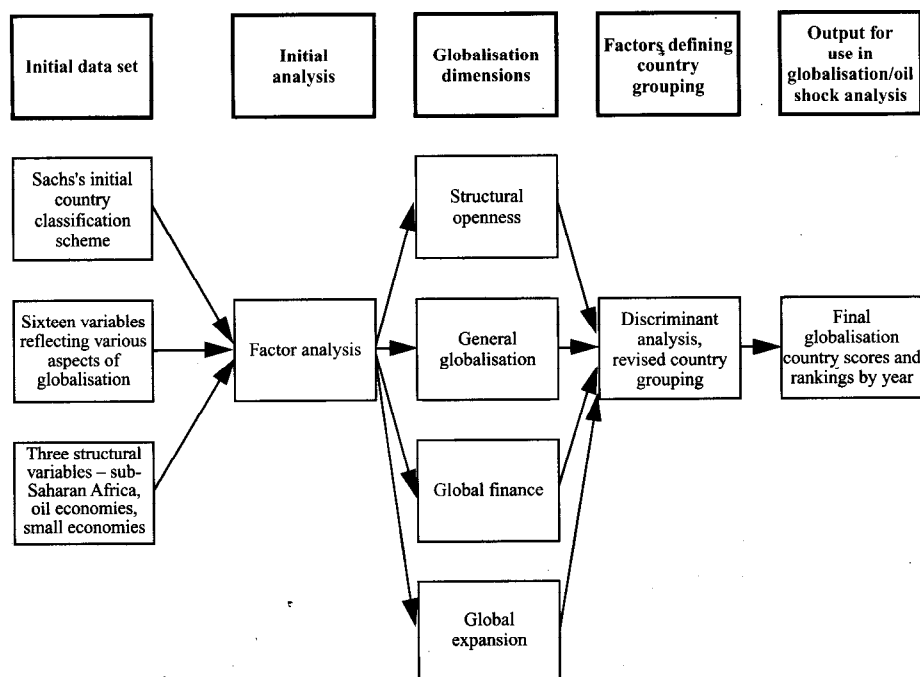 Initial data set
Initial
analysis
Globalisation
dimensions
Factors defining
country
grouping
Output for
use in
globalisation/oil
shock analysis
Sachs's initial
country
classification
scheme
Sixteen variables
reflecting various
aspects of
globalisation
Three structural
variables – sub-
Saharan Africa,
oil economies,
small economies
Factor analysis
Structural
openness
General
globalisation
Global finance
Global
expansion
Discriminant
analysis,
revised country
grouping
Final
globalisation
country scores and
rankings by year